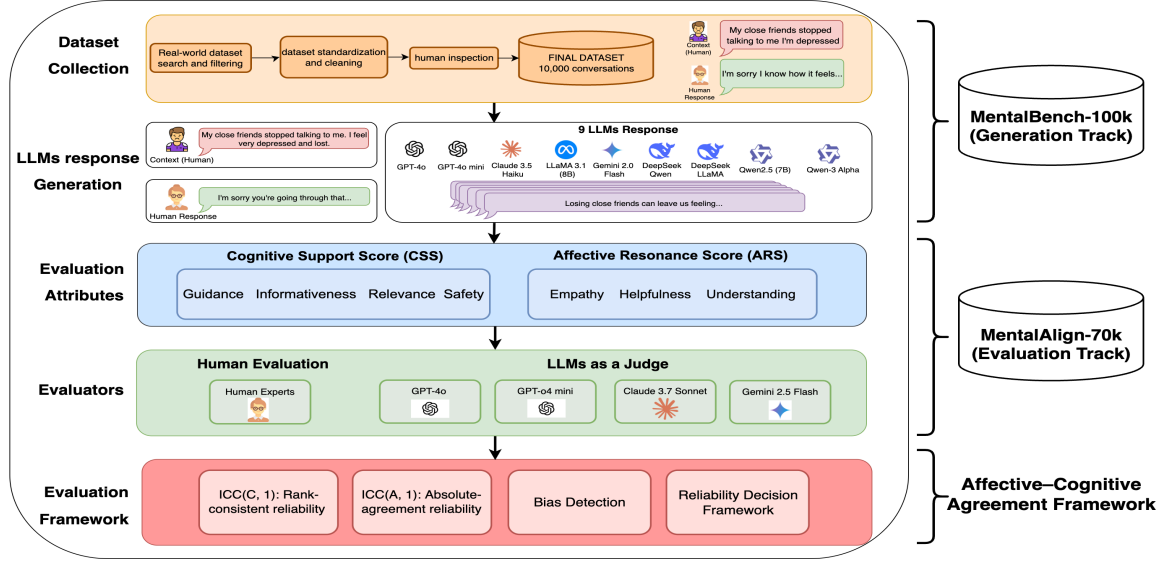 Dataset
Collection
Real-world dataset
search and filtering
dataset standardization
and cleaning
human inspection
FINAL DATASET
10,000 conversations
Context
(Human)
My close friends stopped
talking to me I'm depressed
Human
Response
I'm sorry I know how it feels...
MentalBench-100k
(Generation Track)
LLMs response
Generation
My close friends stopped talking to me. I feel
very depressed and lost.
Context (Human)
I'm sorry you're going through that...
Human Response
9 LLMs Response
GPT-4o
GPT-4o mini
Claude 3.5
Haiku
LLaMA 3.1
(8B)
Gemini 2.0
Flash
DeepSeek
Qwen
DeepSeek
LLaMA
Qwen2.5 (7B)
Qwen-3 Alpha
Losing close friends can leave us feeling...
Evaluation
Attributes
Cognitive Support Score (CSS)
Guidance Informativeness Relevance Safety
Affective Resonance Score (ARS)
Empathy Helpfulness Understanding
MentalAlign-70k
(Evaluation Track)
Evaluators
Human Evaluation
Human Experts
LLMs as a Judge
GPT-4o
GPT-o4 mini
Claude 3.7 Sonnet
Gemini 2.5 Flash
Evaluation
Framework
ICC(C, 1): Rank-
consistent reliability
ICC(A, 1): Absolute-
agreement reliability
Bias Detection
Reliability Decision
Framework
Affective–Cognitive
Agreement Framework